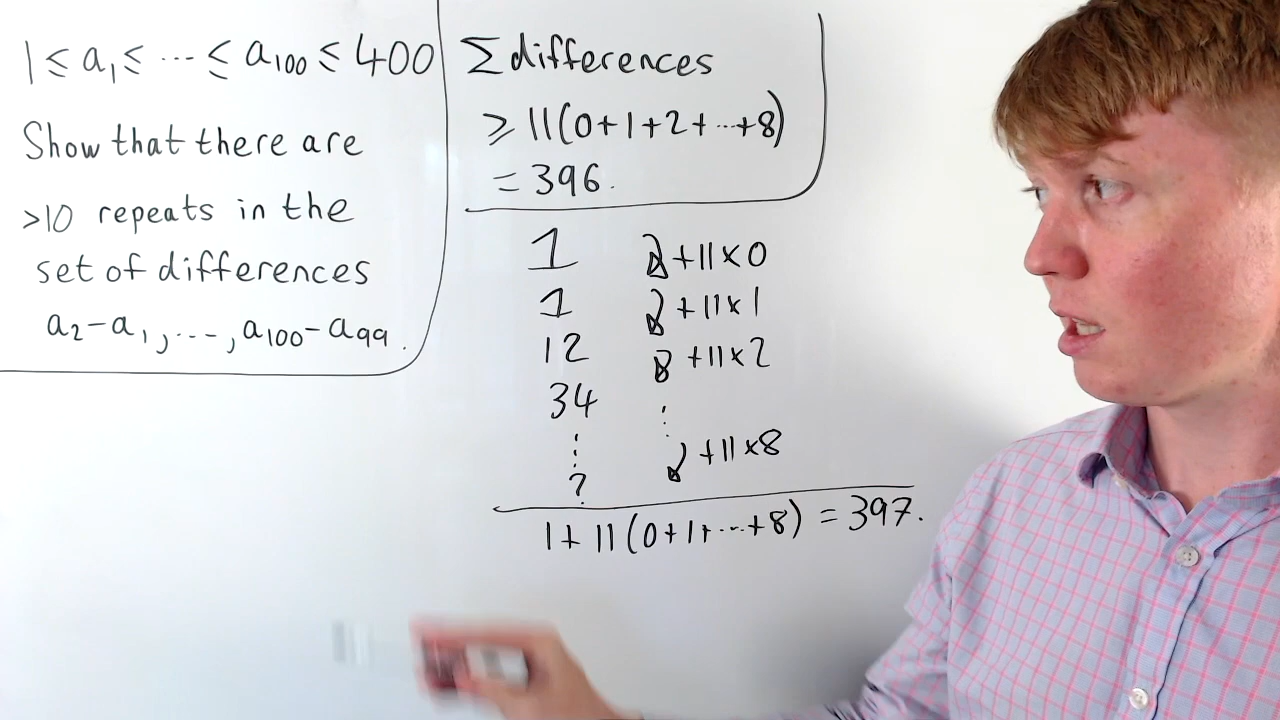 1 ≤ a₁ ≤ ... ≤ a₁₀₀ ≤ 400
Show that there are
>10 repeats in the
set of differences
a₂-a₁, ..., a₁₀₀-a₉₉.
∑differences
≥ 11(0+1+2+...+8)
= 396.
1
1
12
34
⋮
?
+11×0
+11×1
+11×2
⋮
+11×8
1+11(0+1+...+8) = 397.